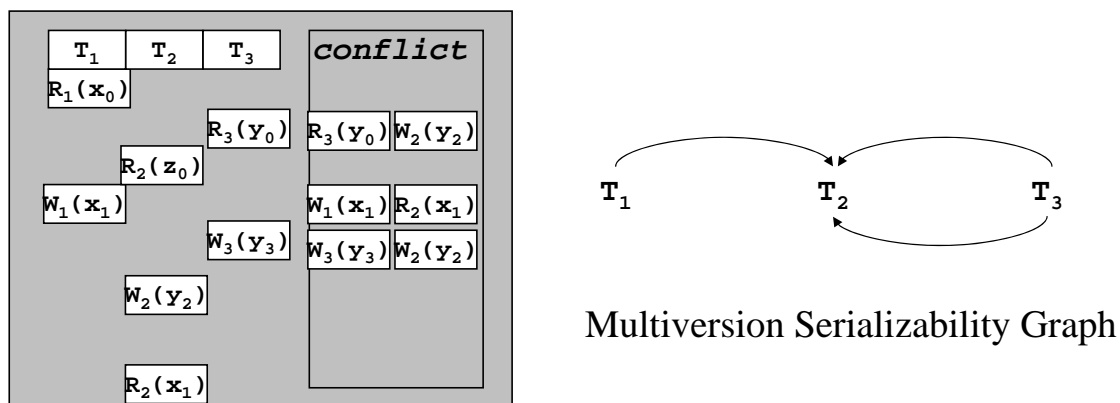 T₁ T₂ T₃ conflict
R₁(x₀)
R₃(y₀) R₃(y₀) W₂(y₂)
R₂(z₀)
W₁(x₁) W₁(x₁) R₂(x₁)
W₃(y₃) W₃(y₃) W₂(y₂)
W₂(y₂)
R₂(x₁)
T₁ T₂ T₃
Multiversion Serializability Graph